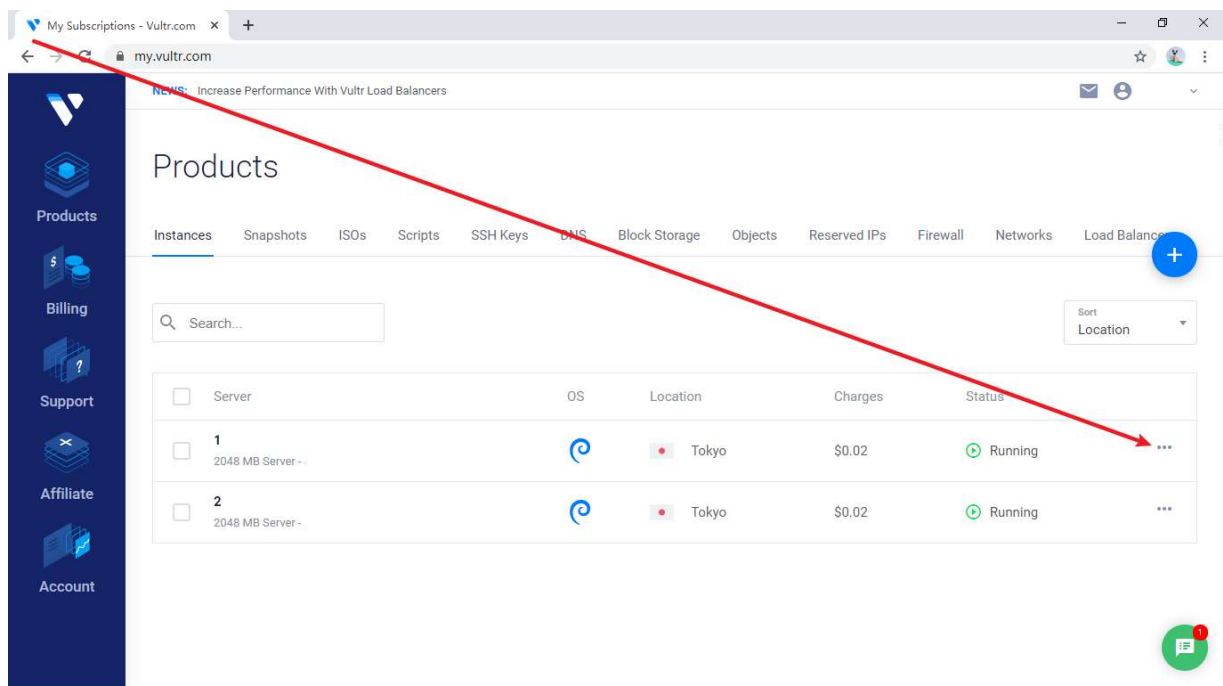 My Subscriptions - Vultr.com
my.vultr.com
NEWS: Increase Performance With Vultr Load Balancers
Products
Billing
Support
Affiliate
Account
Products
Instances Snapshots ISOs Scripts SSH Keys DNS Block Storage Objects Reserved IPs Firewall Networks Load Balance
+
Search...
Sort
Location
Server OS Location Charges Status
1
2048 MB Server -
Tokyo $0.02 Running
2
2048 MB Server -
Tokyo $0.02 Running
1